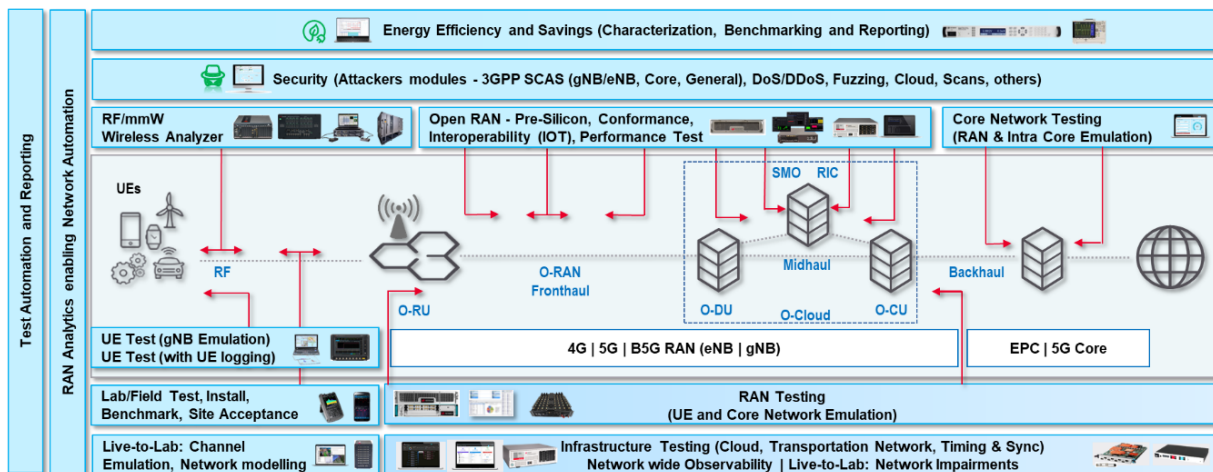 Test Automation and Reporting
RAN Analytics enabling Network Automation
Energy Efficiency and Savings (Characterization, Benchmarking and Reporting)
Security (Attackers modules - 3GPP SCAS (gNB/eNB, Core, General), DoS/DDoS, Fuzzing, Cloud, Scans, others)
RF/mmW
Wireless Analyzer
Open RAN - Pre-Silicon, Conformance,
Interoperability (IOT), Performance Test
Core Network Testing
(RAN & Intra Core Emulation)
UEs
SMO
RIC
RF
O-RAN
Fronthaul
Midhaul
Backhaul
O-RU
O-DU
O-Cloud
O-CU
UE Test (gNB Emulation)
UE Test (with UE logging)
4G | 5G | B5G RAN (eNB | gNB)
EPC | 5G Core
Lab/Field Test, Install,
Benchmark, Site Acceptance
RAN Testing
(UE and Core Network Emulation)
Live-to-Lab: Channel
Emulation, Network modelling
Infrastructure Testing (Cloud, Transportation Network, Timing & Sync)
Network wide Observability | Live-to-Lab: Network Impairments